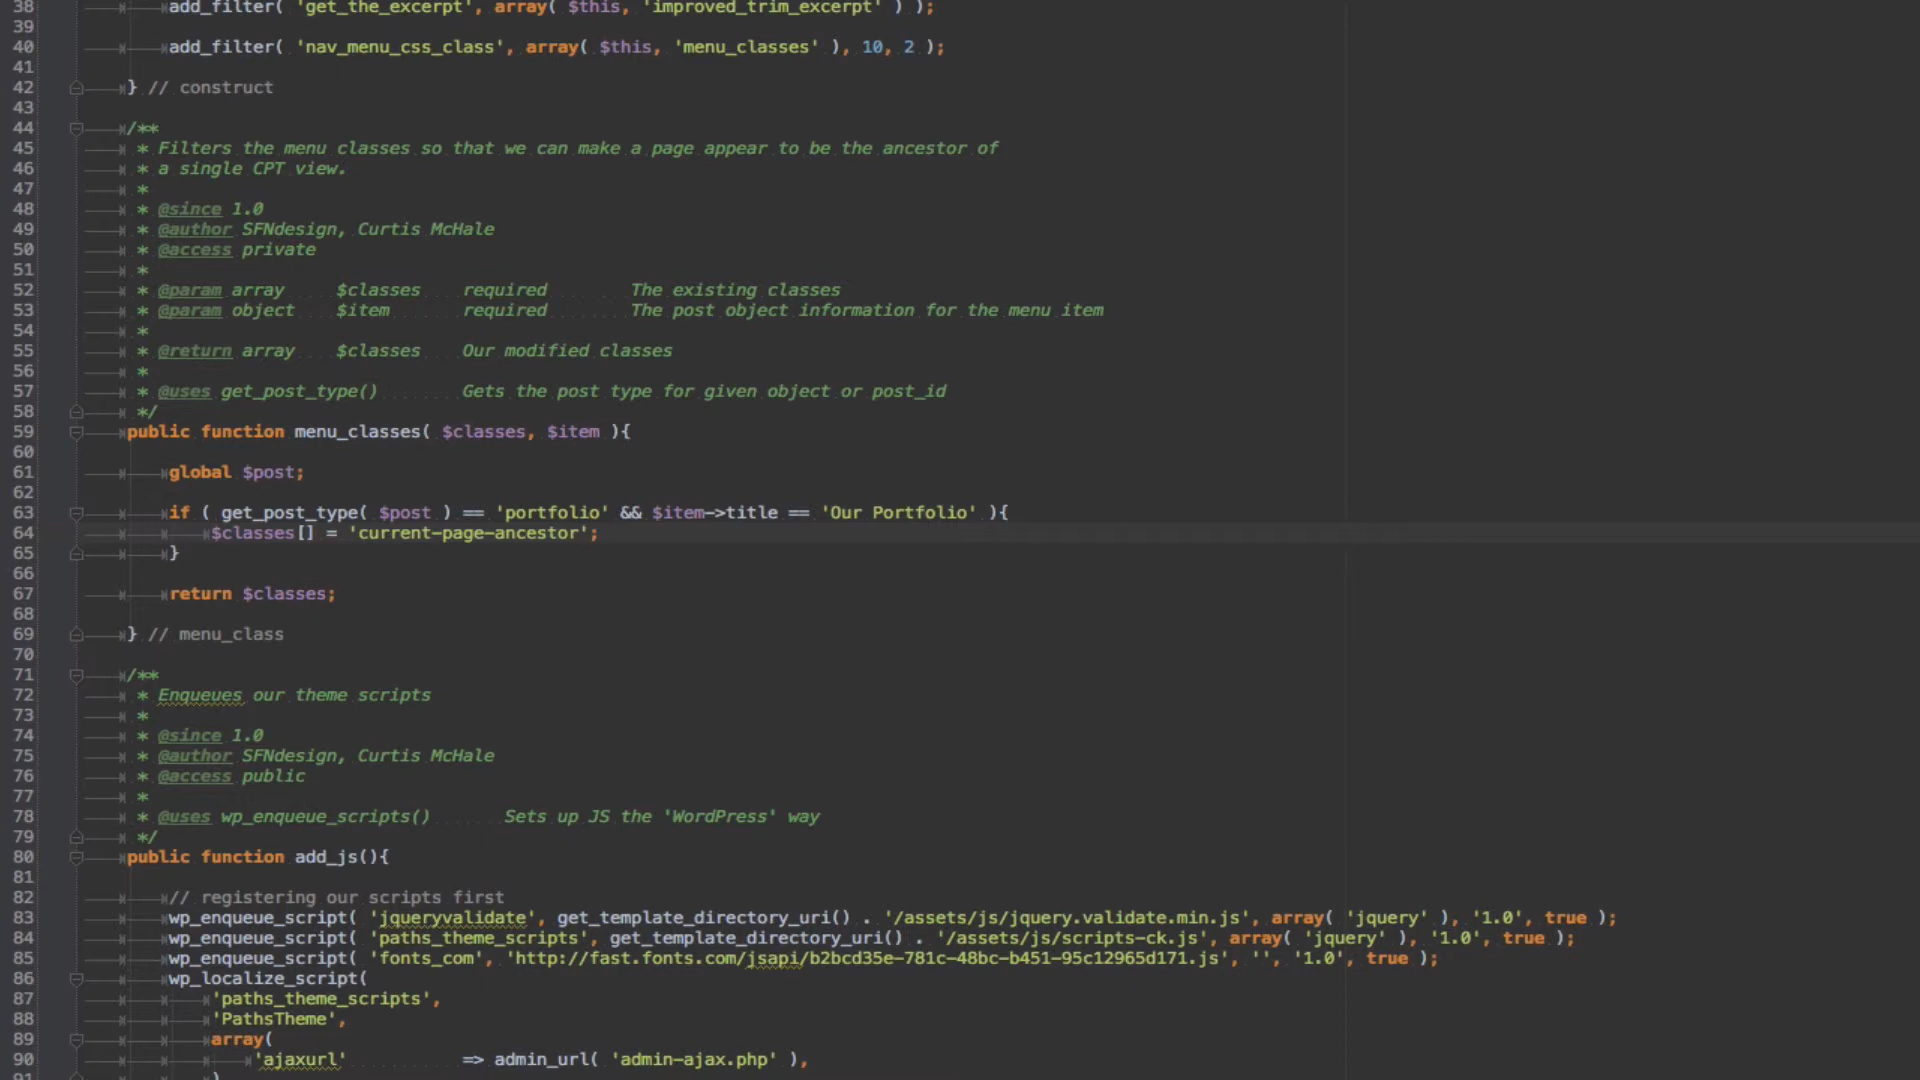 38 add_filter( 'get_the_excerpt', array( $this, 'improved_trim_excerpt' ) );
39
40 add_filter( 'nav_menu_css_class', array( $this, 'menu_classes' ), 10, 2 );
41
42 } // construct
43
44 /**
45 * Filters the menu classes so that we can make a page appear to be the ancestor of
46 * a single CPT view.
47 *
48 * @since 1.0
49 * @author SFNdesign, Curtis McHale
50 * @access private
51 *
52 * @param array $classes required The existing classes
53 * @param object $item required The post object information for the menu item
54 *
55 * @return array $classes Our modified classes
56 *
57 * @uses get_post_type() Gets the post type for given object or post_id
58 */
59 public function menu_classes( $classes, $item ){
60
61 global $post;
62
63 if ( get_post_type( $post ) == 'portfolio' && $item->title == 'Our Portfolio' ){
64 $classes[] = 'current-page-ancestor';
65 }
66
67 return $classes;
68
69 } // menu_class
70
71 /**
72 * Enqueues our theme scripts
73 *
74 * @since 1.0
75 * @author SFNdesign, Curtis McHale
76 * @access public
77 *
78 * @uses wp_enqueue_scripts() Sets up JS the 'WordPress' way
79 */
80 public function add_js(){
81
82 // registering our scripts first
83 wp_enqueue_script( 'jqueryvalidate', get_template_directory_uri() . '/assets/js/jquery.validate.min.js', array( 'jquery' ), '1.0', true );
84 wp_enqueue_script( 'paths_theme_scripts', get_template_directory_uri() . '/assets/js/scripts-ck.js', array( 'jquery' ), '1.0', true );
85 wp_enqueue_script( 'fonts_com', 'http://fast.fonts.com/jsapi/b2bcd35e-781c-48bc-b451-95c12965d171.js', '', '1.0', true );
86 wp_localize_script(
87 'paths_theme_scripts',
88 'PathsTheme',
89 array(
90 'ajaxurl' => admin_url( 'admin-ajax.php' ),
91 )